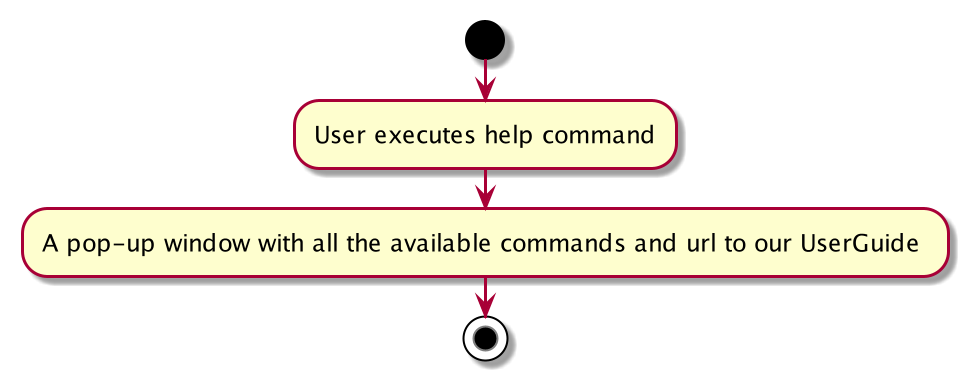 User executes help command
A pop-up window with all the available commands and url to our UserGuide